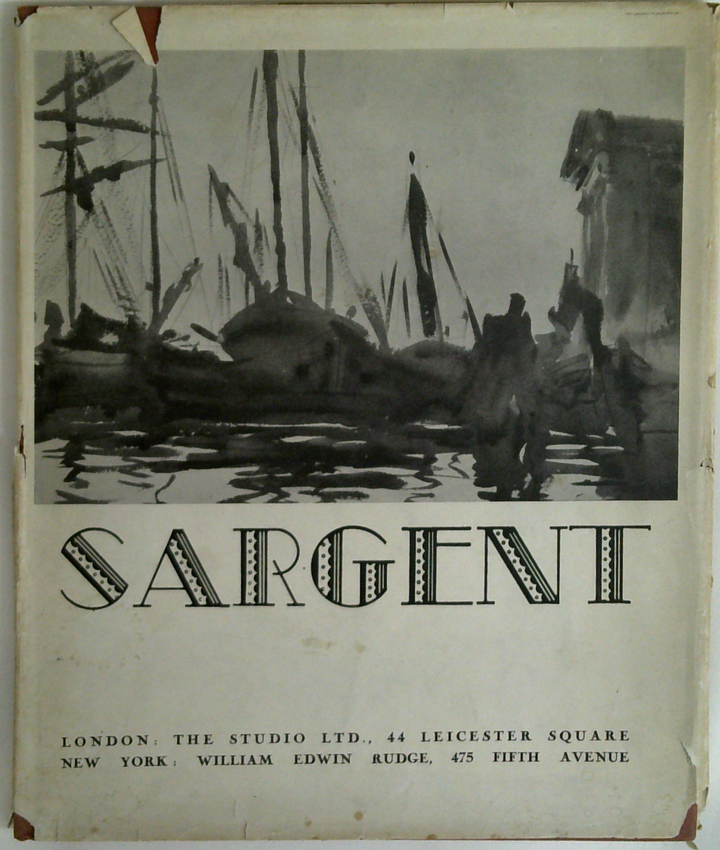 SARGENT
LONDON: THE STUDIO LTD., 44 LEICESTER SQUARE
NEW YORK: WILLIAM EDWIN RUDGE, 475 FIFTH AVENUE